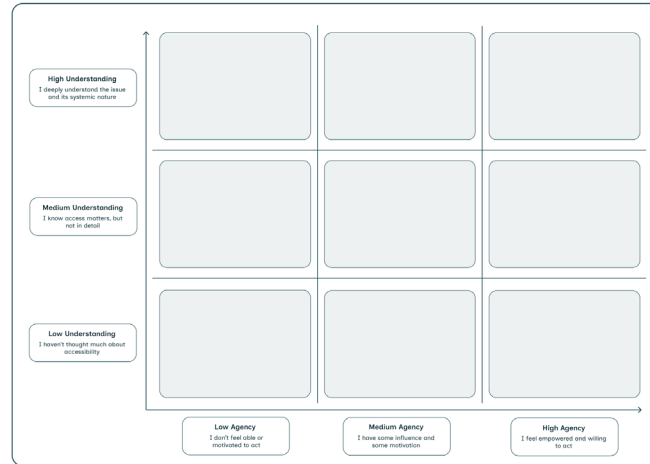 High Understanding
I deeply understand the issue
and its systemic nature
Medium Understanding
I know access matters, but
not in detail
Low Understanding
I haven't thought much about
accessibility
Low Agency
I don't feel able or
motivated to act
Medium Agency
I have some influence and
some motivation
High Agency
I feel empowered and willing
to act